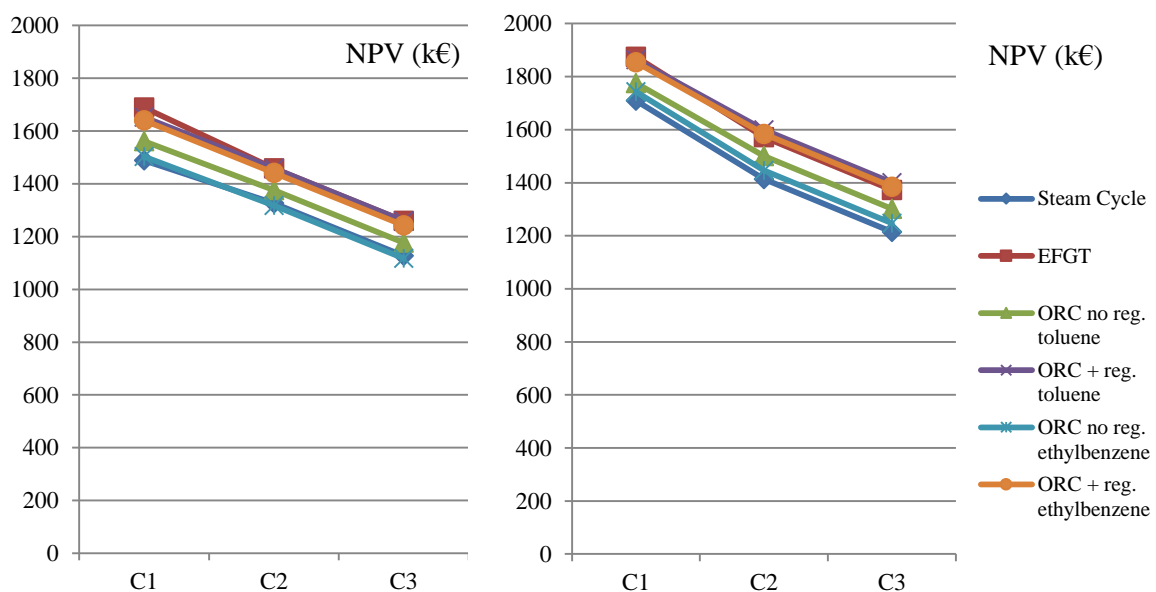 NPV (k€)
2000
1800
1600
1400
1200
1000
800
600
400
200
0
C1
C2
C3
NPV (k€)
2000
1800
1600
1400
1200
1000
800
600
400
200
0
C1
C2
C3
Steam Cycle
EFGT
ORC no reg.
toluene
ORC + reg.
toluene
ORC no reg.
ethylbenzene
ORC + reg.
ethylbenzene